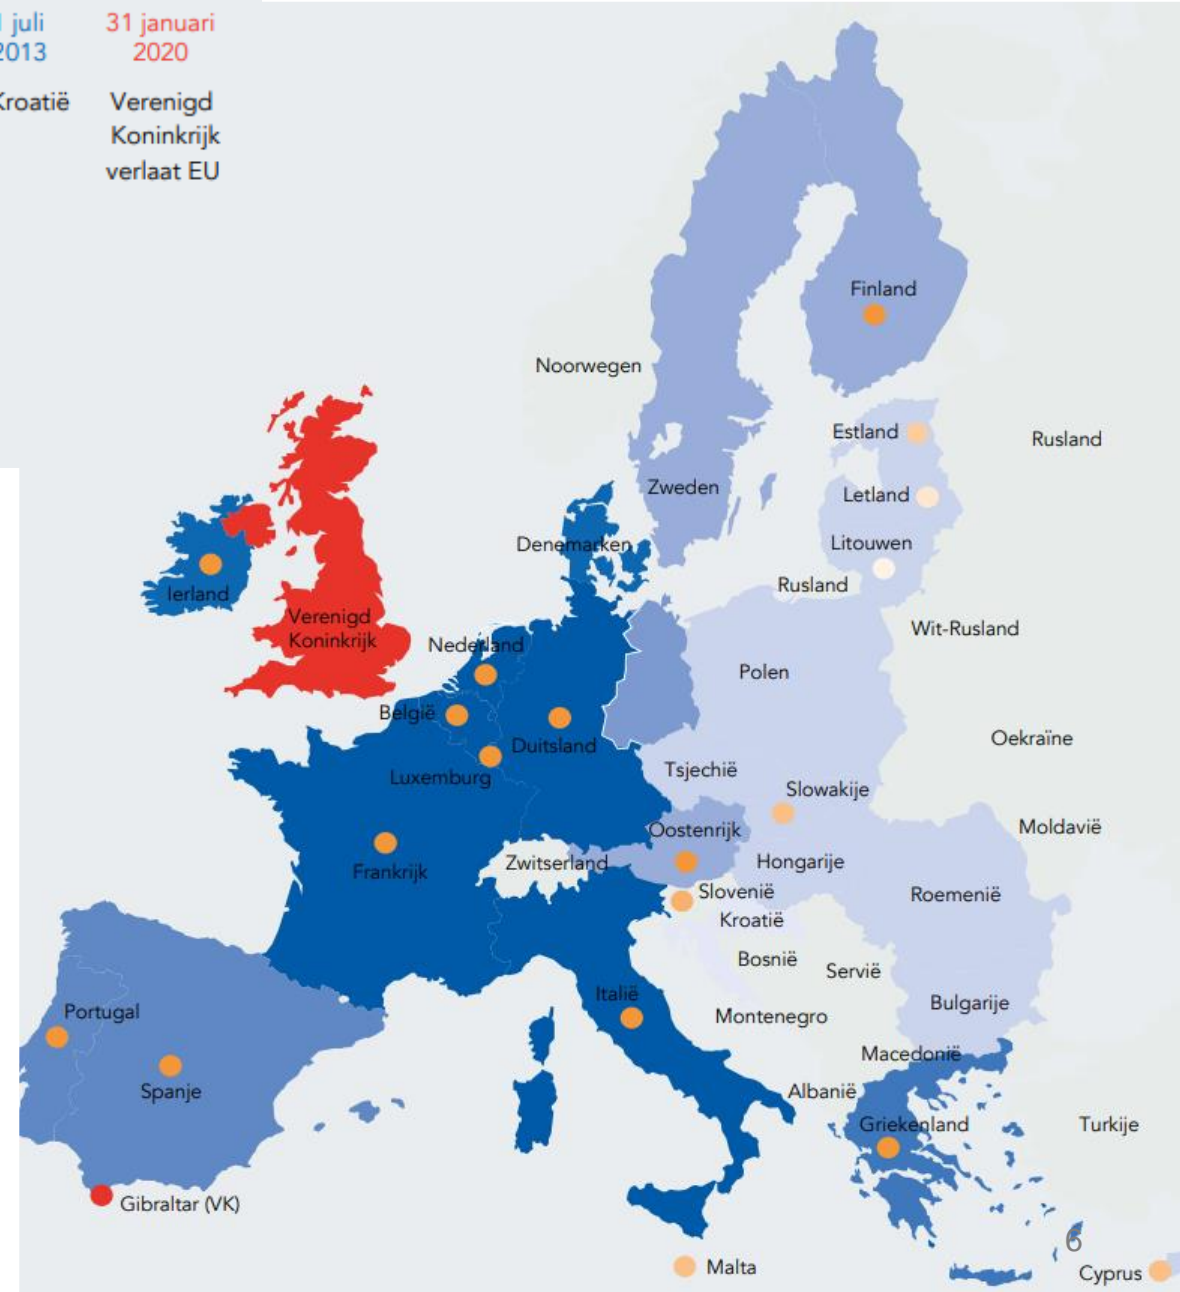 juli
31 januari
2013
2020
Kroatië
Verenigd
Koninkrijk
verlaat EU
Finland
Noorwegen
Estland
Rusland
Zweden
Letland
Denemarken
Litouwen
Rusland
Ierland
Verenigd
Koninkrijk
Wit-Rusland
Nederland
Polen
België
Oekraïne
Duitsland
Luxemburg
Tsjechië
Slowakije
Moldavië
Oostenrijk
Zwitserland
Hongarije
Frankrijk
Slovenië
Roemenië
Kroatië
Bosnië
Servië
Italië
Bulgarije
Portugal
Montenegro
Macedonië
Spanje
Albanië
Griekenland
Turkije
Gibraltar (VK)
6
Malta
Cyprus